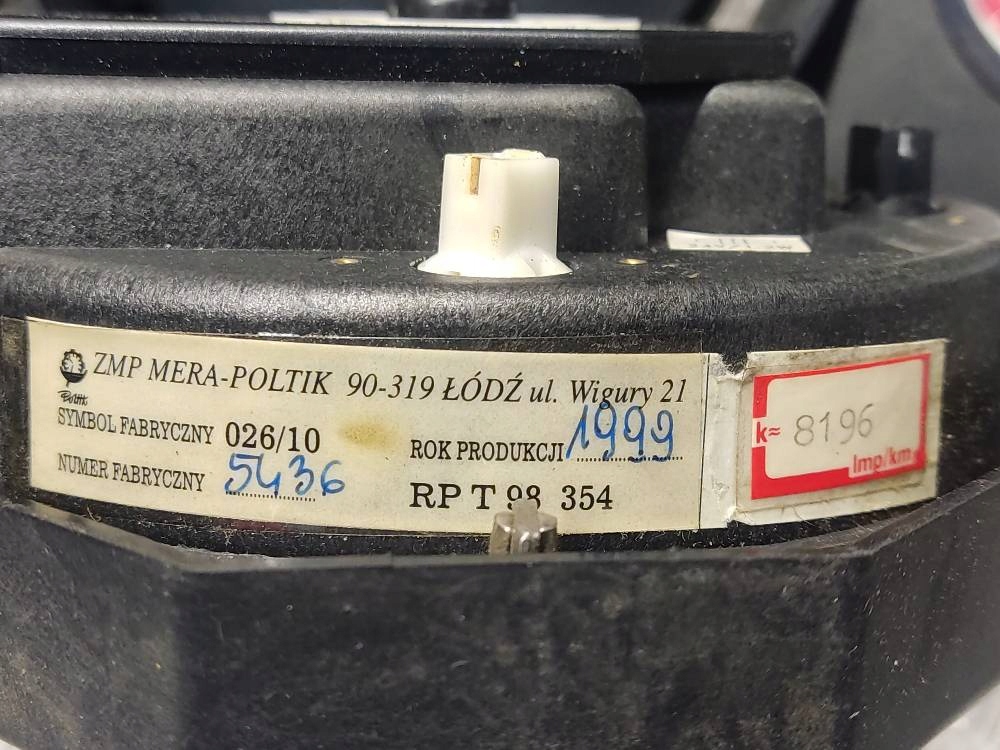 ZMP MERA-POLTIK 90-319 ŁÓDŹ ul. Wigury 21
Poltik
SYMBOL FABRYCZNY 026/10
ROK PRODUKCJI 1999
NUMER FABRYCZNY 5436
RP T 98 354
k= 8196
Imp/km